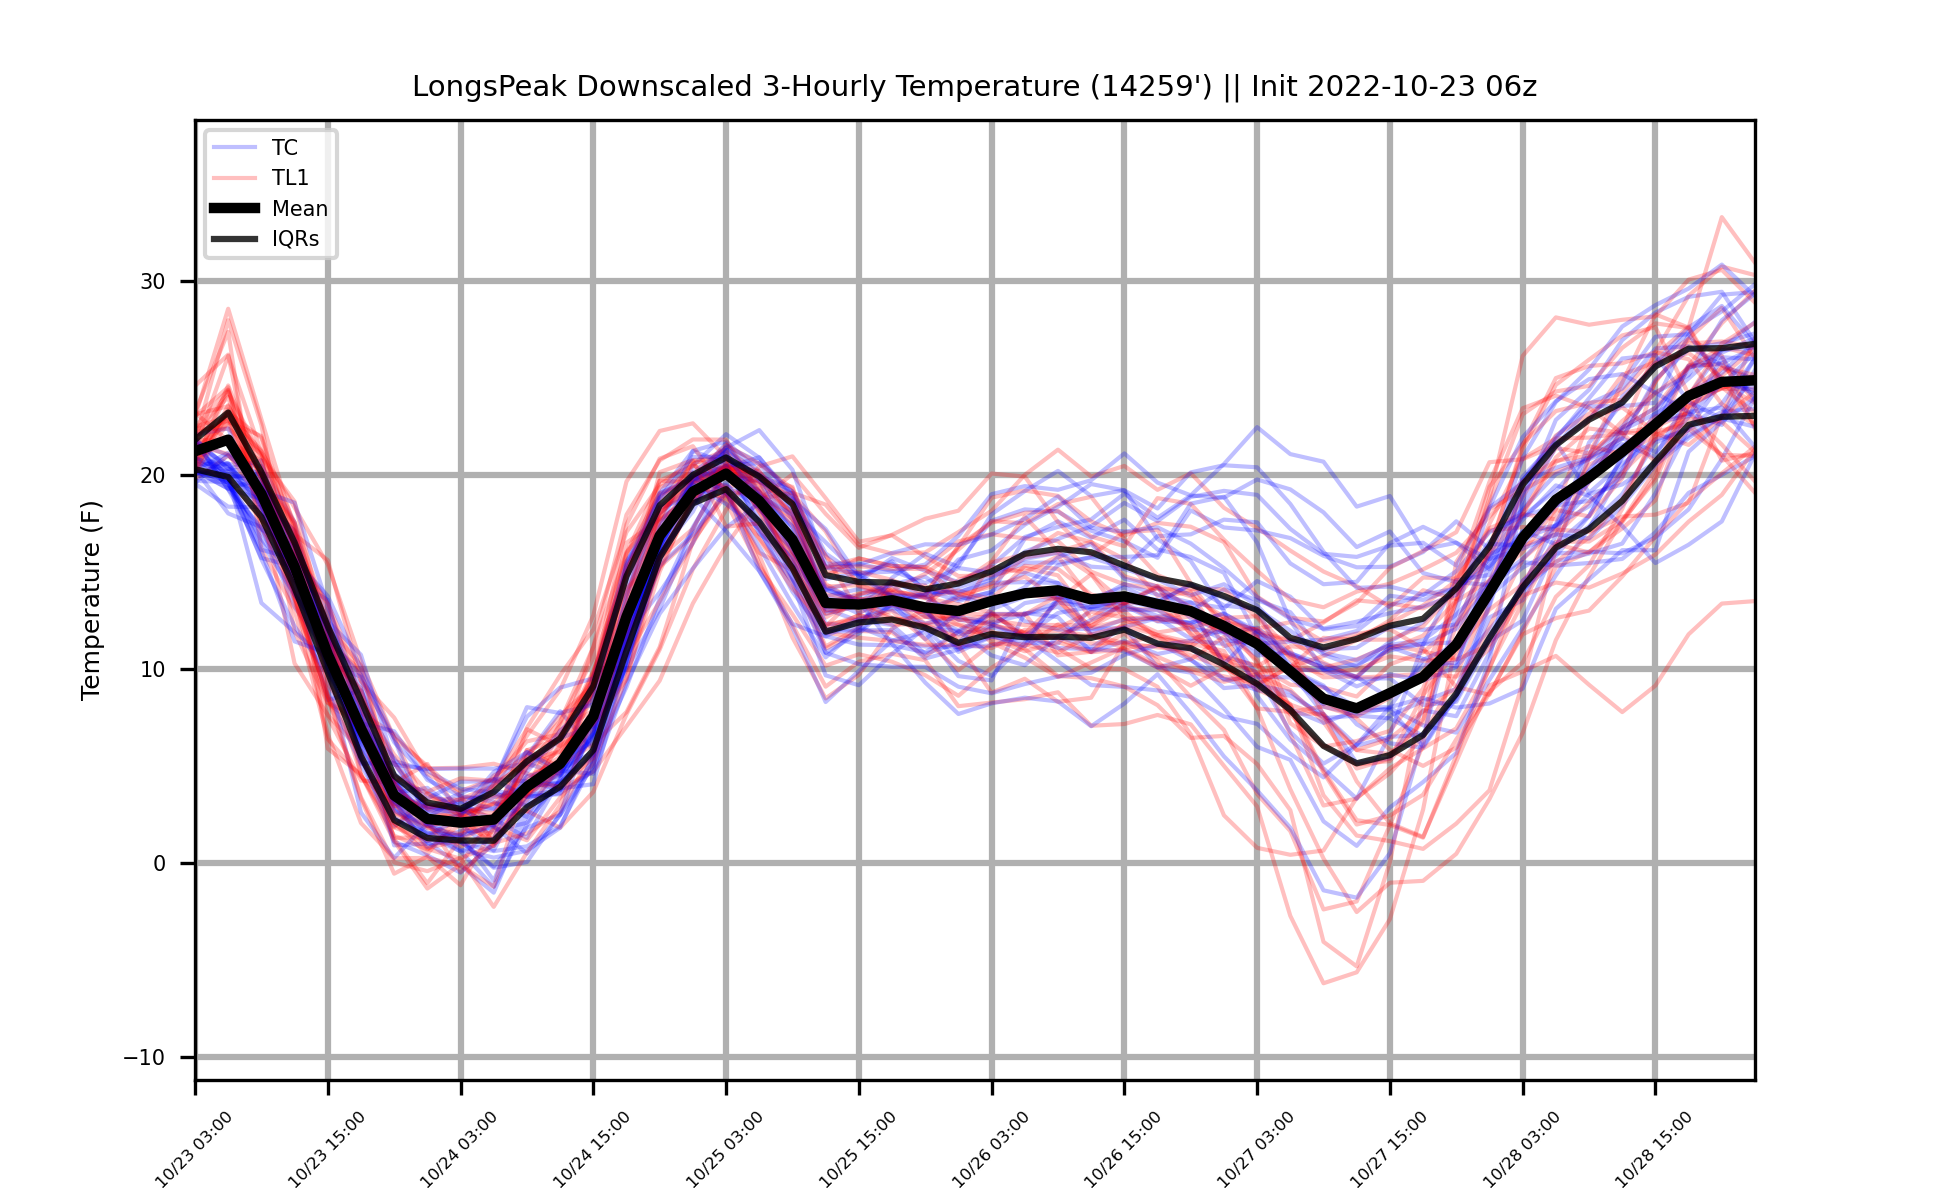 LongsPeak Downscaled 3-Hourly Temperature (14259') || Init 2022-10-23 06z
TC
TL1
Mean
IQRs
Temperature (F)
30
20
10
0
−10
10/23 03:00
10/23 15:00
10/24 03:00
10/24 15:00
10/25 03:00
10/25 15:00
10/26 03:00
10/26 15:00
10/27 03:00
10/27 15:00
10/28 03:00
10/28 15:00